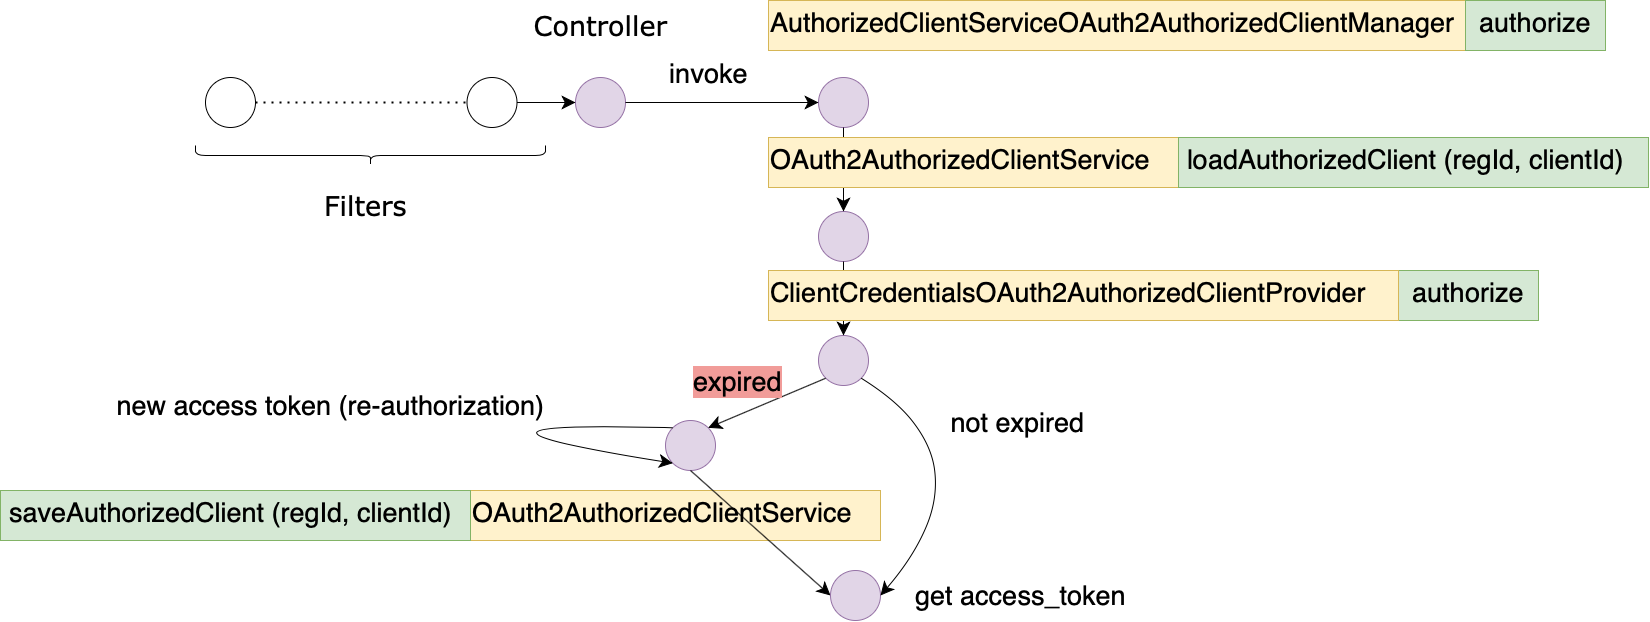 Controller
AuthorizedClientServiceOAuth2AuthorizedClientManager authorize
invoke
OAuth2AuthorizedClientService loadAuthorizedClient (regId, clientId)
Filters
ClientCredentialsOAuth2AuthorizedClientProvider authorize
expired
new access token (re-authorization)
not expired
saveAuthorizedClient (regId, clientId) OAuth2AuthorizedClientService
get access_token